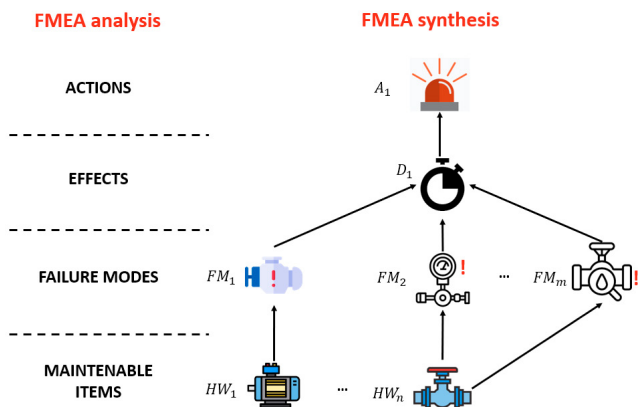 FMEA analysis
FMEA synthesis
ACTIONS
A₁
EFFECTS
D₁
FAILURE MODES
FM₁
!
FM₂
!
...
FMₘ
!
MAINTENABLE
ITEMS
HW₁
...
HWₙ